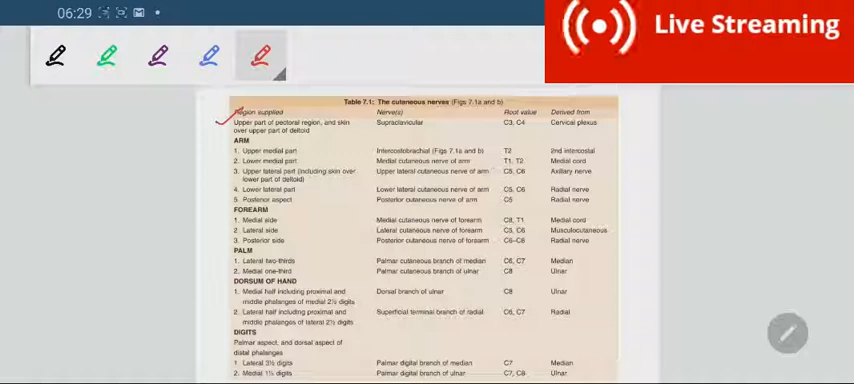 06:29
Live Streaming
Table 7.1: The cutaneous nerves (Figs 7.1a and b)
Region supplied Nerve(s) Root value Derived from
Upper part of pectoral region, and skin Supraclavicular C3, C4 Cervical plexus
over upper part of deltoid
ARM
1. Upper medial part Intercostobrachial (Figs 7.1a and b) T2 2nd intercostal
2. Lower medial part Medial cutaneous nerve of arm T1, T2 Medial cord
3. Upper lateral part (including skin over Upper lateral cutaneous nerve of arm C5, C6 Axillary nerve
lower part of deltoid)
4. Lower lateral part Lower lateral cutaneous nerve of arm C5, C6 Radial nerve
5. Posterior aspect Posterior cutaneous nerve of arm C5 Radial nerve
FOREARM
1. Medial side Medial cutaneous nerve of forearm C8, T1 Medial cord
2. Lateral side Lateral cutaneous nerve of forearm C5, C6 Musculocutaneous
3. Posterior side Posterior cutaneous nerve of forearm C6–C8 Radial nerve
PALM
1. Lateral two-thirds Palmar cutaneous branch of median C6, C7 Median
2. Medial one-third Palmar cutaneous branch of ulnar C8 Ulnar
DORSUM OF HAND
1. Medial half including proximal and Dorsal branch of ulnar C8 Ulnar
middle phalanges of medial 2½ digits
2. Lateral half including proximal and Superficial terminal branch of radial C6, C7 Radial
middle phalanges of lateral 2½ digits
DIGITS
Palmar aspect, and dorsal aspect of
distal phalanges
1 Lateral 3½ digits Palmar digital branch of median C7 Median
2. Medial 1½ digits Palmar digital branch of ulnar C7, C8 Ulnar